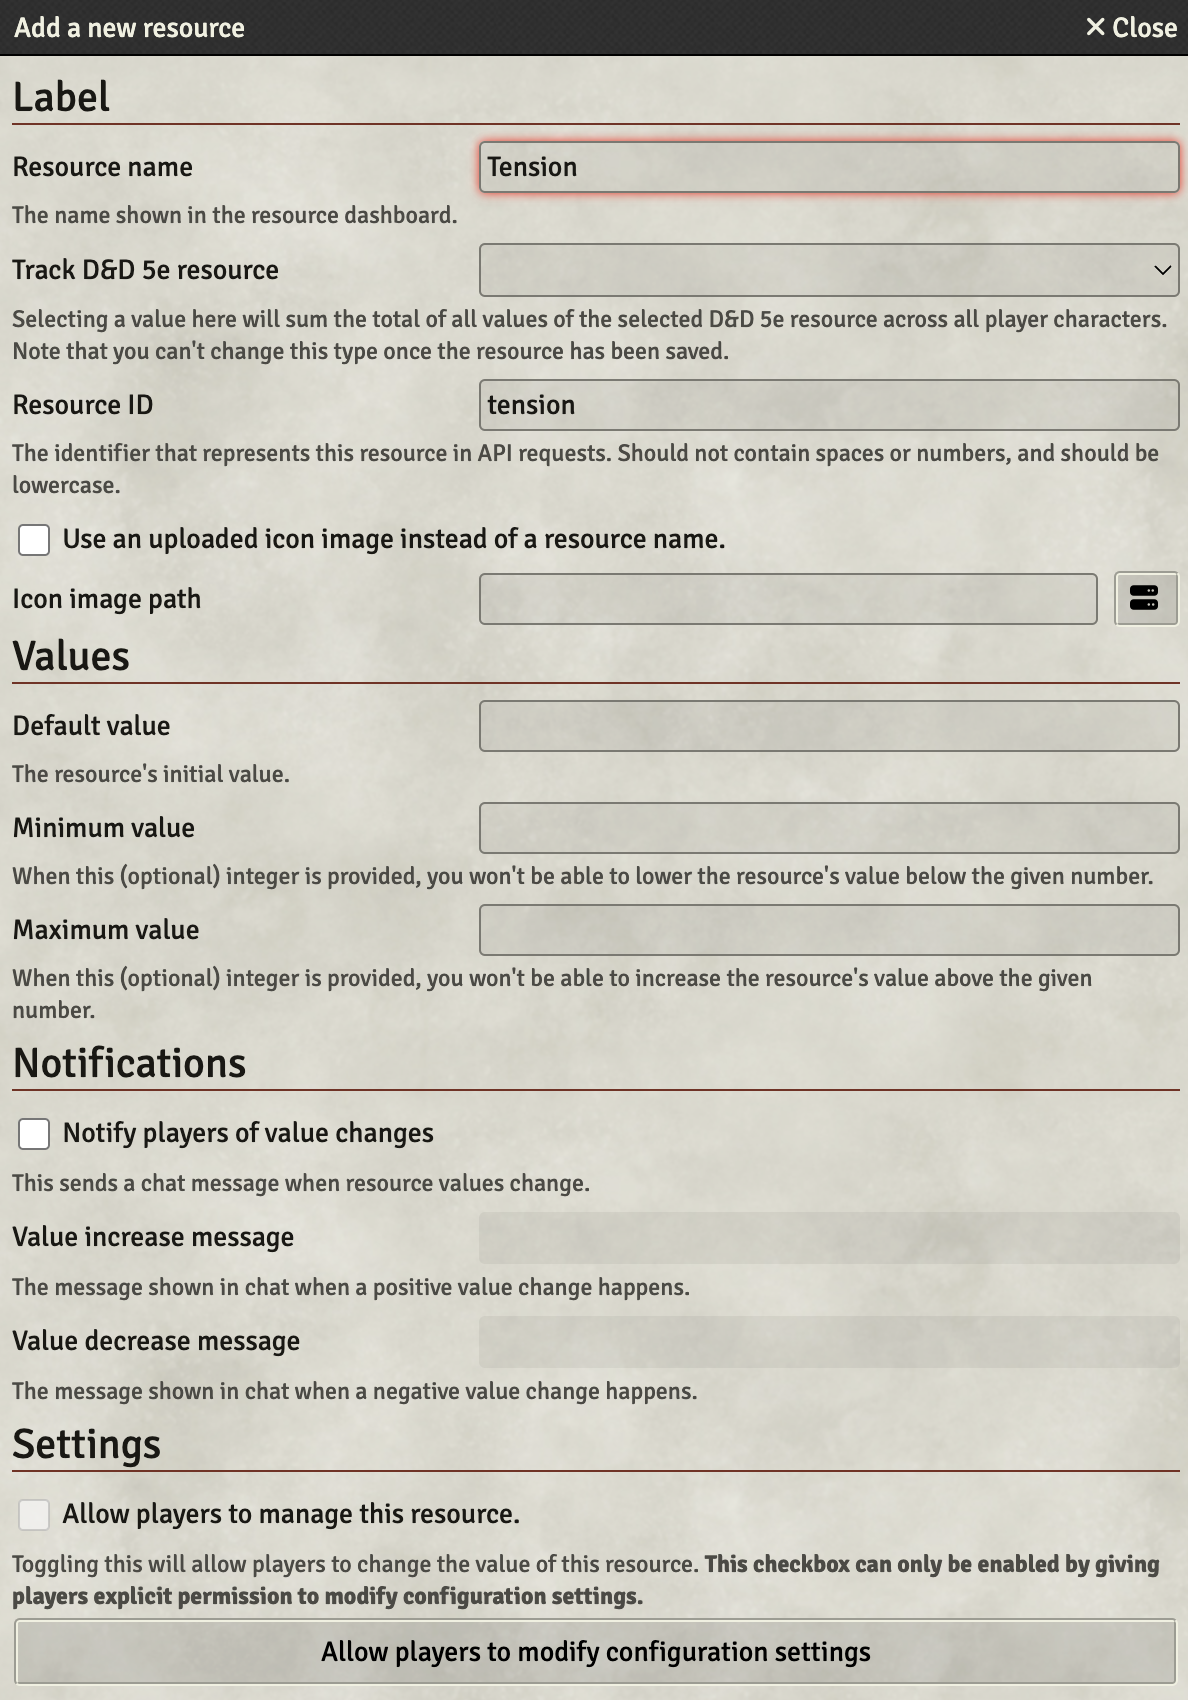 Add a new resource
Close
Label
Resource name
Tension
The name shown in the resource dashboard.
Track D&D 5e resource
Selecting a value here will sum the total of all values of the selected D&D 5e resource across all player characters.
Note that you can't change this type once the resource has been saved.
Resource ID
tension
The identifier that represents this resource in API requests. Should not contain spaces or numbers, and should be
lowercase.
Use an uploaded icon image instead of a resource name.
Icon image path
Values
Default value
The resource's initial value.
Minimum value
When this (optional) integer is provided, you won't be able to lower the resource's value below the given number.
Maximum value
When this (optional) integer is provided, you won't be able to increase the resource's value above the given
number.
Notifications
Notify players of value changes
This sends a chat message when resource values change.
Value increase message
The message shown in chat when a positive value change happens.
Value decrease message
The message shown in chat when a negative value change happens.
Settings
Allow players to manage this resource.
Toggling this will allow players to change the value of this resource. This checkbox can only be enabled by giving
players explicit permission to modify configuration settings.
Allow players to modify configuration settings